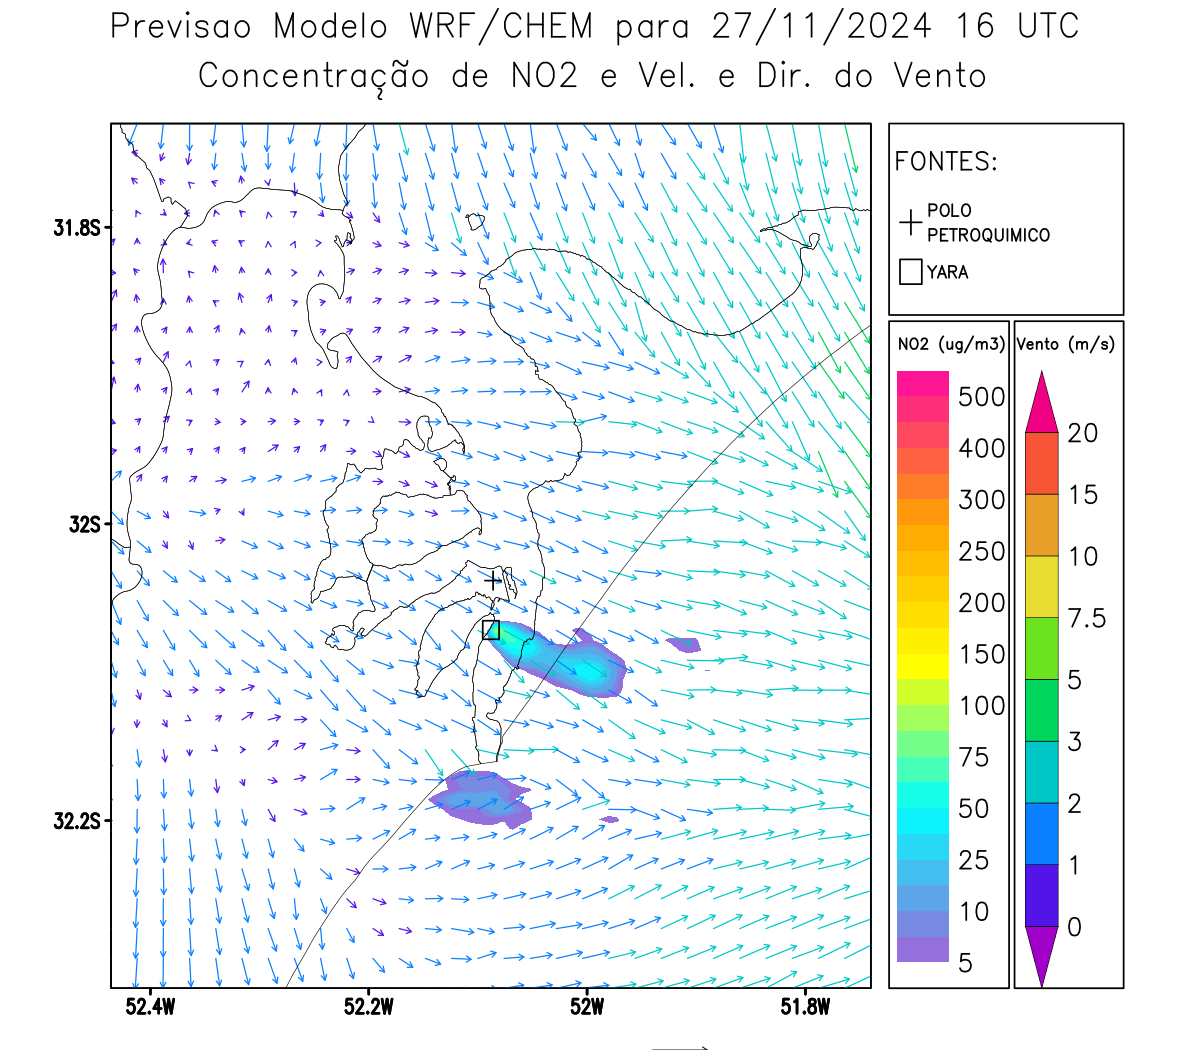 Previsao Modelo WRF/CHEM para 27/11/2024 16 UTC
Concentração de NO2 e Vel. e Dir. do Vento
FONTES:
POLO
PETROQUIMICO
YARA
NO2 (ug/m3)
500
400
300
250
200
150
100
75
50
25
10
5
Vento (m/s)
20
15
10
7.5
5
3
2
1
0
31.8S
32S
32.2S
52.4W
52.2W
52W
51.8W